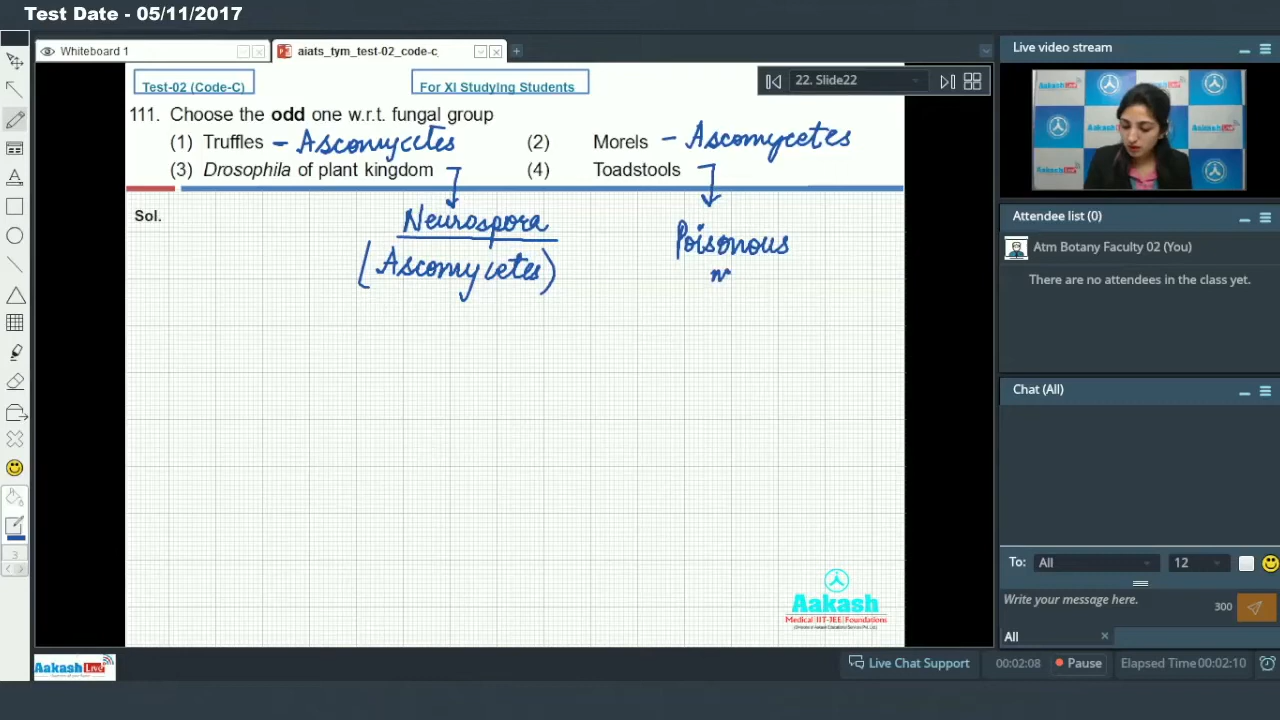 Test Date - 05/11/2017
Whiteboard 1
aiats_tym_test-02_code-c
Live video stream
Test-02 (Code-C)
For XI Studying Students
22. Slide22
111. Choose the odd one w.r.t. fungal group
(1) Truffles - Ascomycetes (2) Morels - Ascomycetes
(3) Drosophila of plant kingdom (4) Toadstools
Sol.
Neurospora
(Ascomycetes)
Poisonous
Attendee list (0)
Atm Botany Faculty 02 (You)
There are no attendees in the class yet.
Chat (All)
3
To: All 12
Write your message here. 300
All
Aakash
Medical|IIT-JEE|Foundations
Aakash Live
Live Chat Support 00:02:08 Pause Elapsed Time 00:02:10